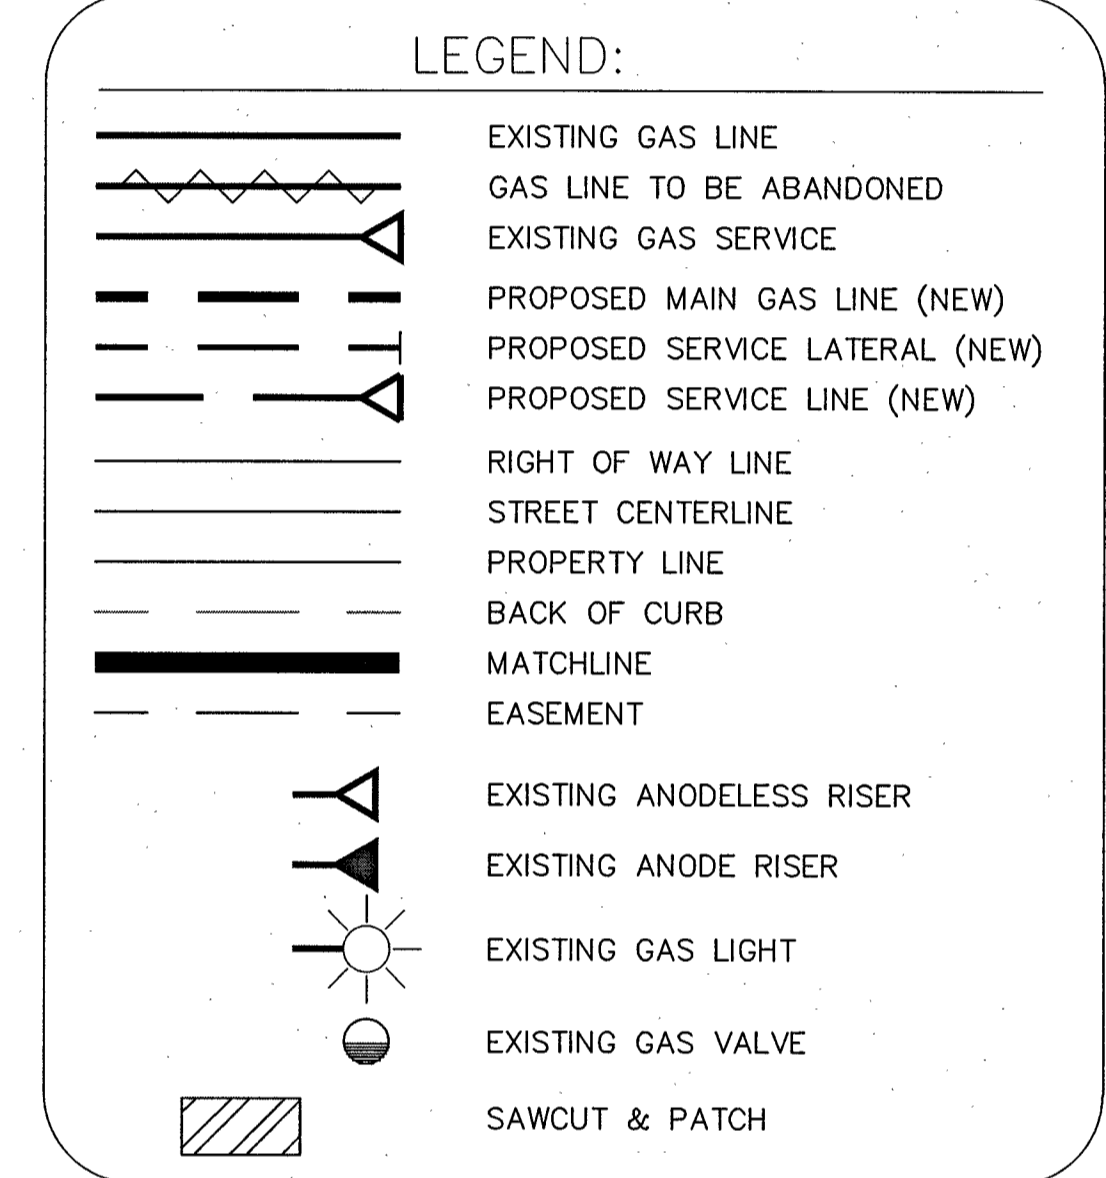 LEGEND:
EXISTING GAS LINE
GAS LINE TO BE ABANDONED
EXISTING GAS SERVICE
PROPOSED MAIN GAS LINE (NEW)
PROPOSED SERVICE LATERAL (NEW)
PROPOSED SERVICE LINE (NEW)
RIGHT OF WAY LINE
STREET CENTERLINE
PROPERTY LINE
BACK OF CURB
MATCHLINE
EASEMENT
EXISTING ANODELESS RISER
EXISTING ANODE RISER
EXISTING GAS LIGHT
EXISTING GAS VALVE
SAWCUT & PATCH